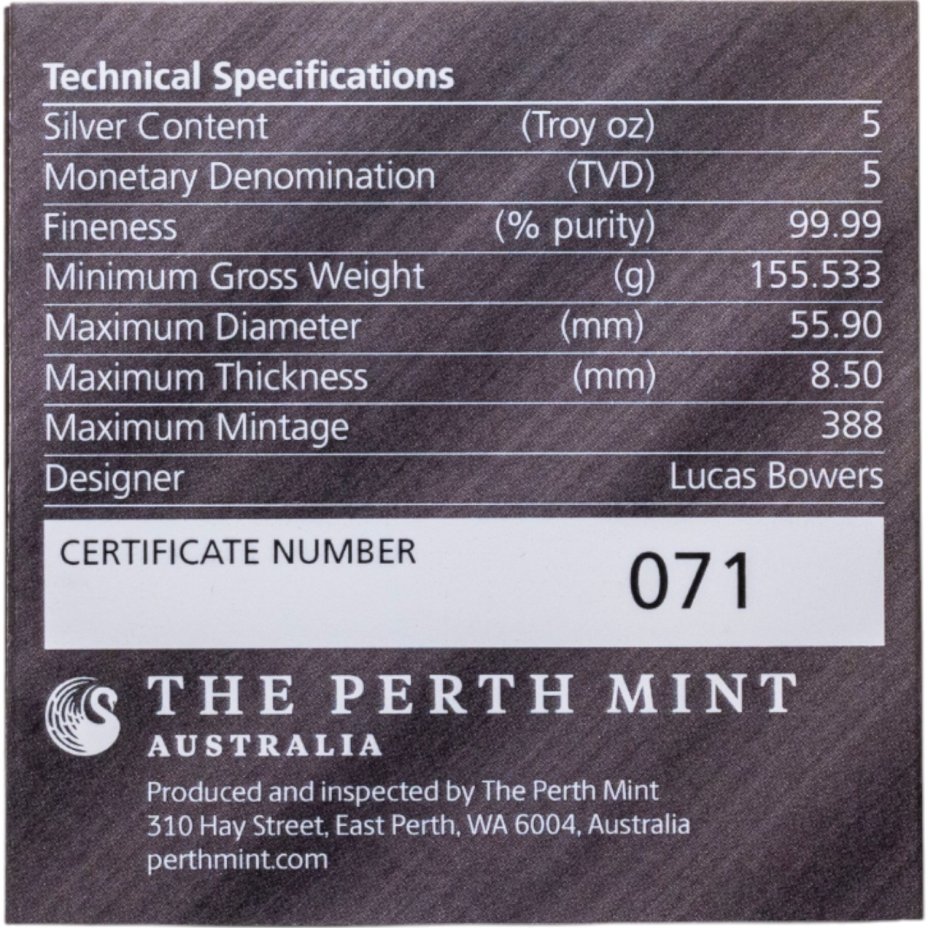 Technical Specifications
Silver Content (Troy oz) 5
Monetary Denomination (TVD) 5
Fineness (% purity) 99.99
Minimum Gross Weight (g) 155.533
Maximum Diameter (mm) 55.90
Maximum Thickness (mm) 8.50
Maximum Mintage 388
Designer Lucas Bowers
CERTIFICATE NUMBER 071
THE PERTH MINT
AUSTRALIA
Produced and inspected by The Perth Mint
310 Hay Street, East Perth, WA 6004, Australia
perthmint.com